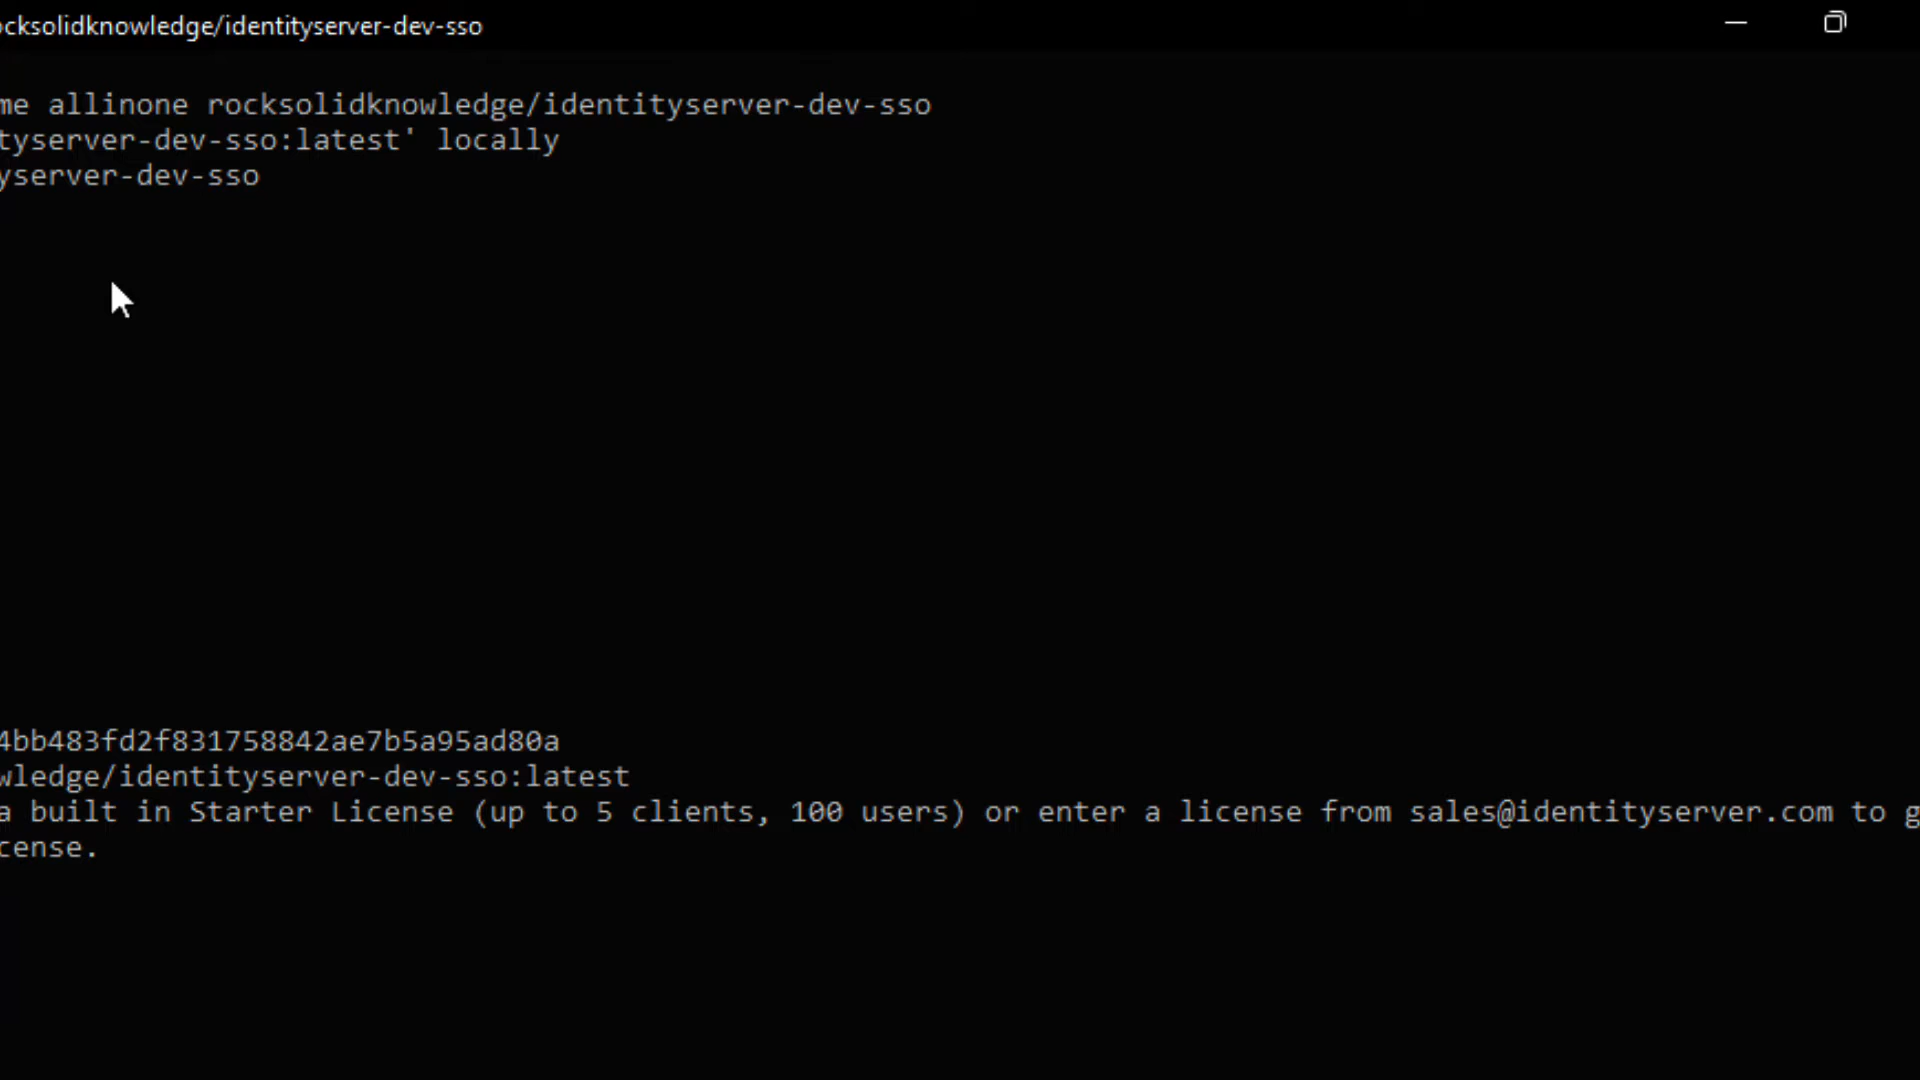 ocksolidknowledge/identityserver-dev-sso
me allinone rocksolidknowledge/identityserver-dev-sso
tyserver-dev-sso:latest' locally
yserver-dev-sso
4bb483fd2f831758842ae7b5a95ad80a
wledge/identityserver-dev-sso:latest
a built in Starter License (up to 5 clients, 100 users) or enter a license from sales@identityserver.com to g
cense.